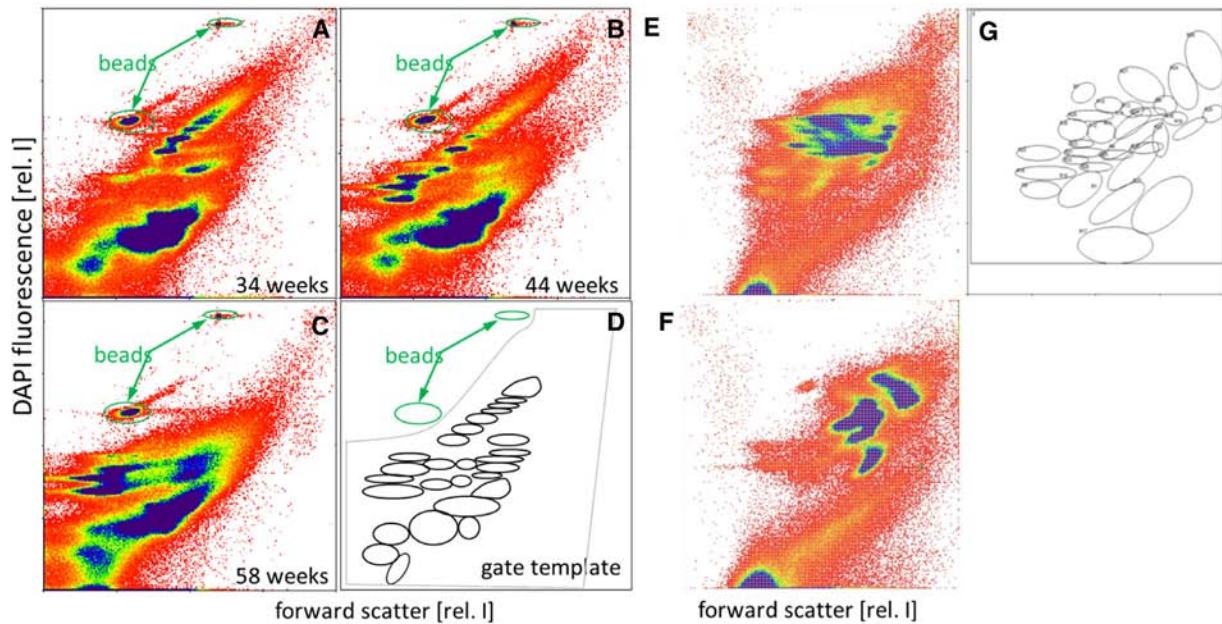 A
beads
34 weeks
B
beads
44 weeks
C
beads
58 weeks
D
beads
gate template
E
F
G
DAPI fluorescence [rel. I]
forward scatter [rel. I]
forward scatter [rel. I]